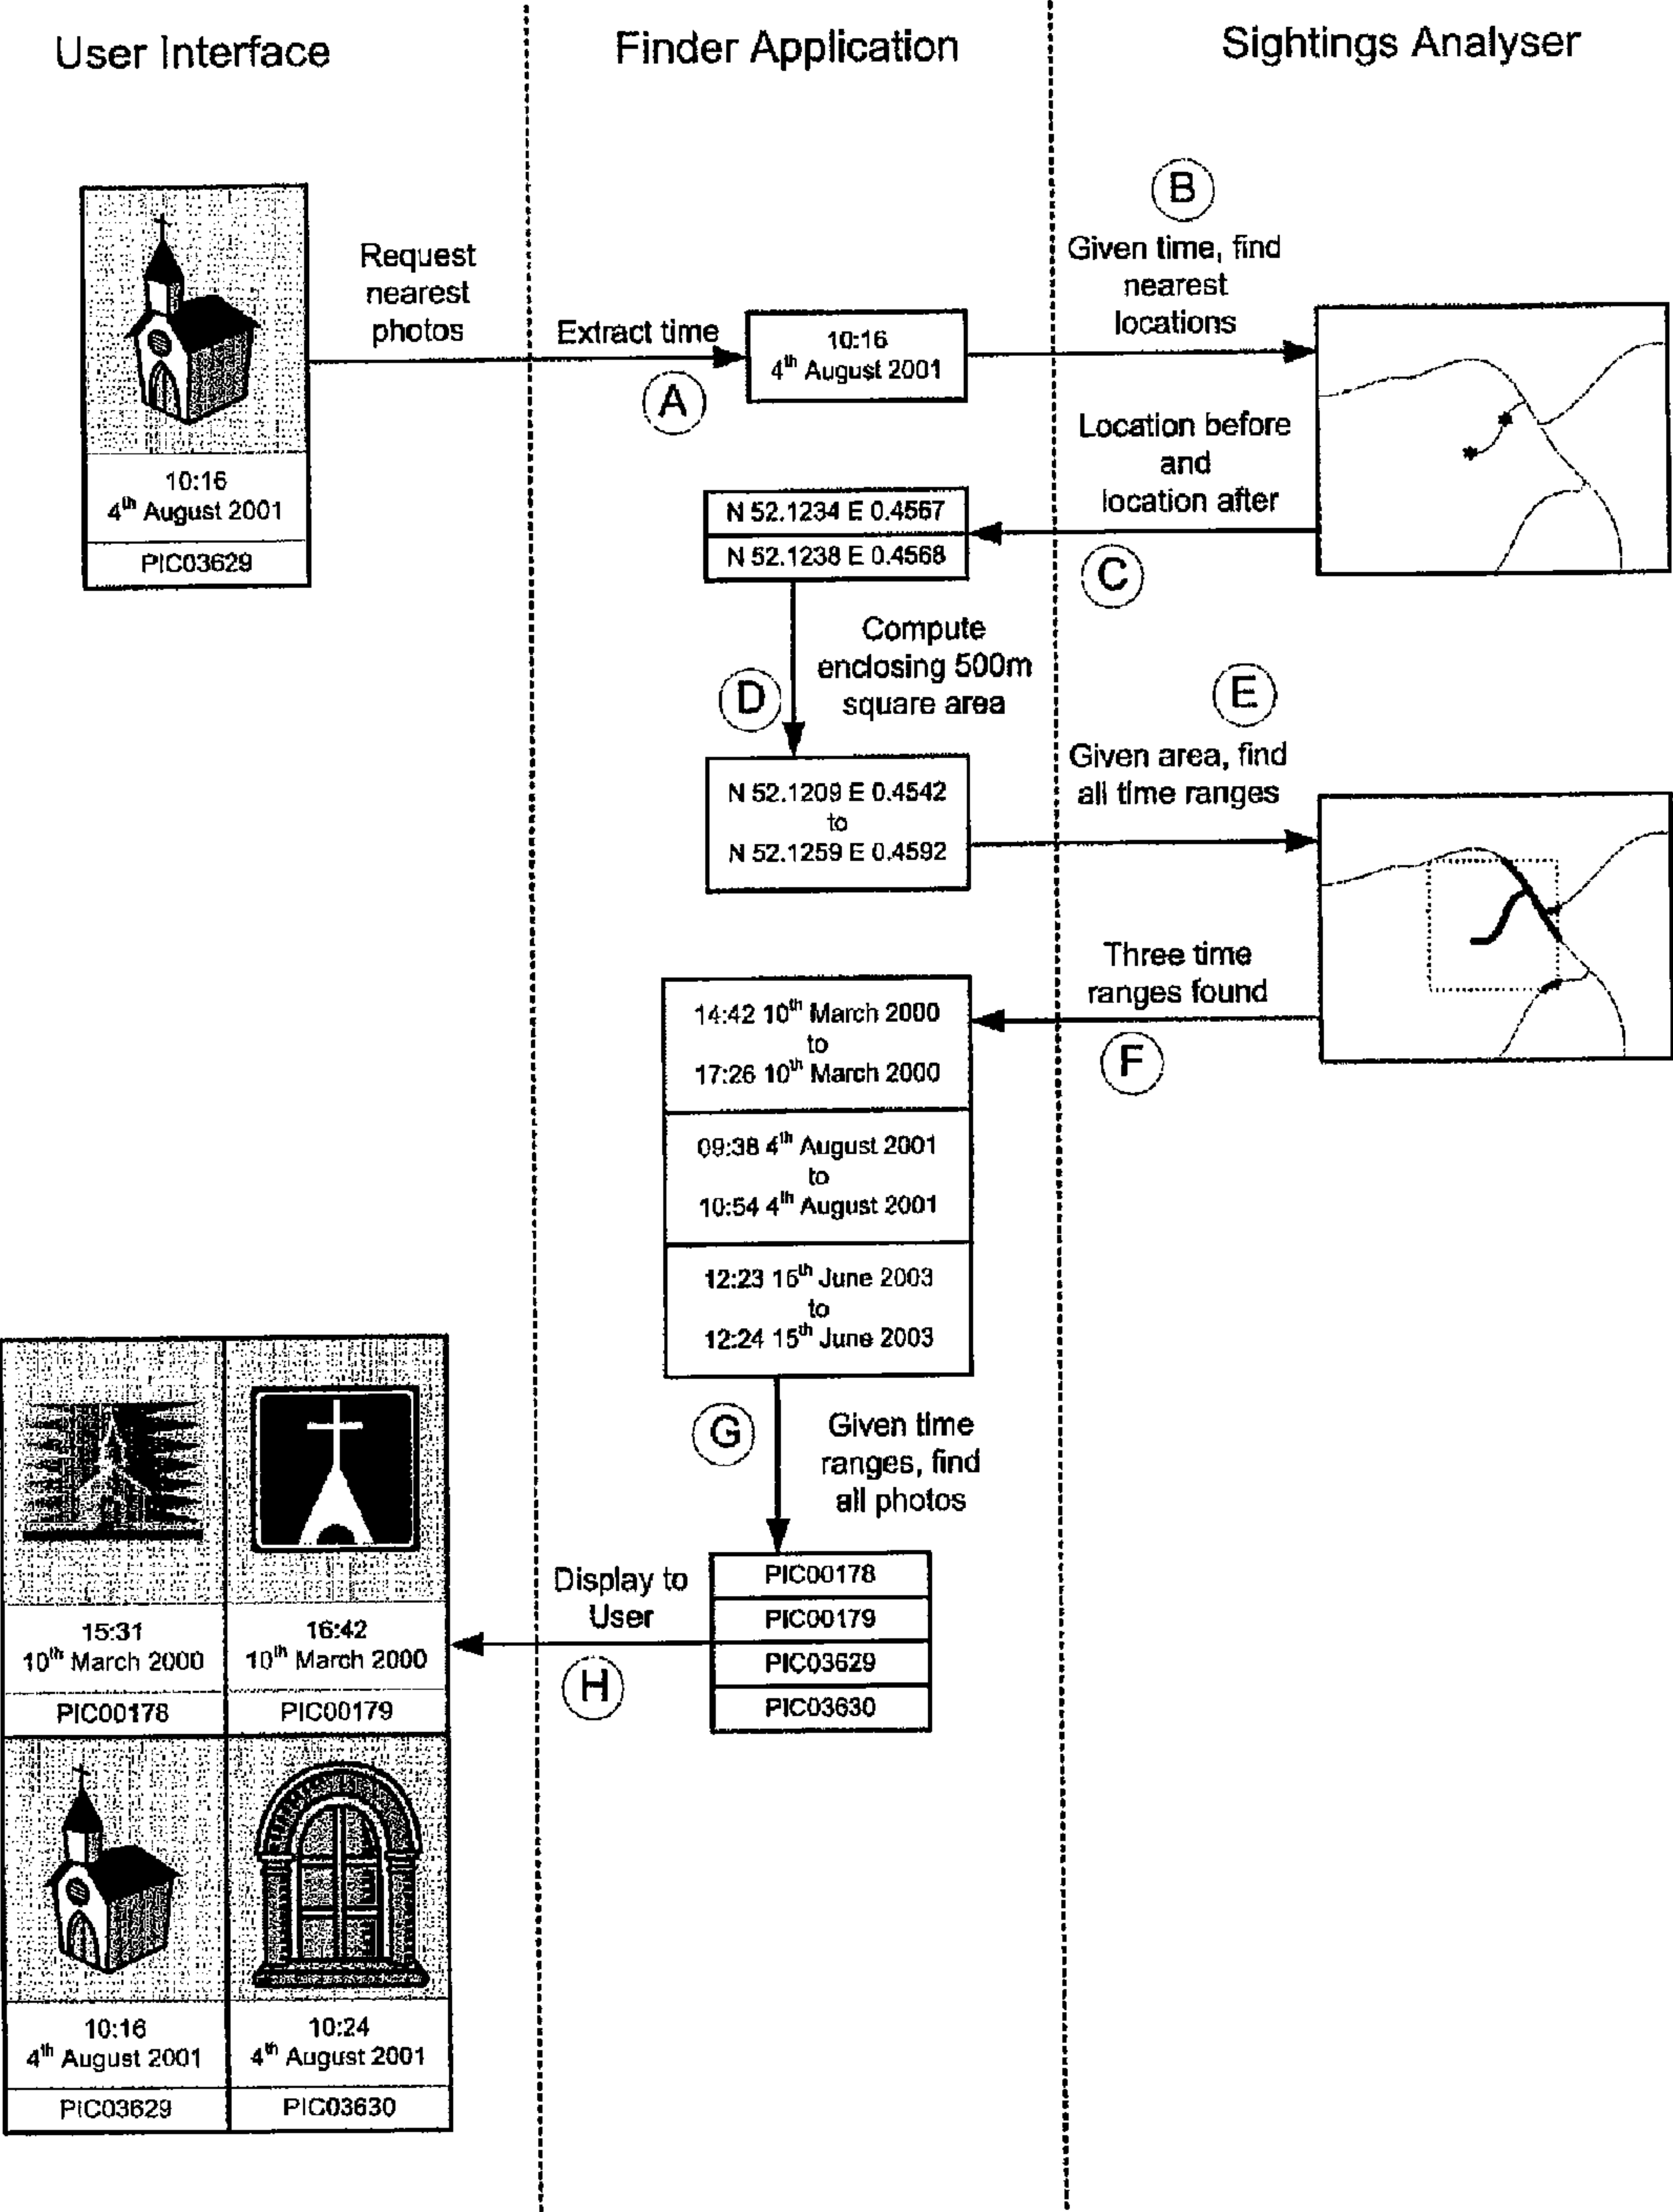 User Interface
Finder Application
Sightings Analyser
10:16
4th August 2001
PIC03629
Request
nearest
photos
Extract time
A
10:16
4th August 2001
B
Given time, find
nearest
locations
Location before
and
location after
C
N 52.1234 E 0.4567
N 52.1238 E 0.4568
D
Compute
enclosing 500m
square area
N 52.1209 E 0.4542
to
N 52.1259 E 0.4592
E
Given area, find
all time ranges
Three time
ranges found
F
14:42 10th March 2000
to
17:26 10th March 2000
09:38 4th August 2001
to
10:54 4th August 2001
12:23 15th June 2003
to
12:24 15th June 2003
G
Given time
ranges, find
all photos
PIC00178
PIC00179
PIC03629
PIC03630
Display to
User
H
15:31
10th March 2000
PIC00178
16:42
10th March 2000
PIC00179
10:16
4th August 2001
PIC03629
10:24
4th August 2001
PIC03630